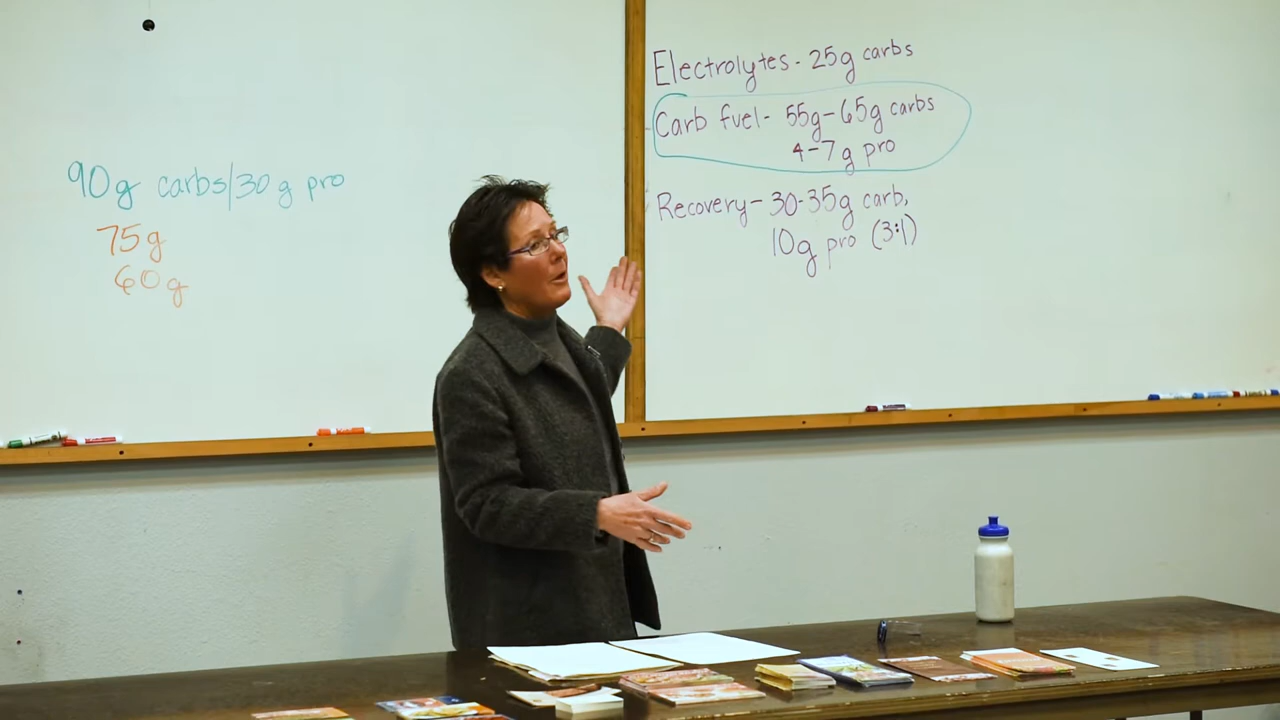 90g carbs/30 g pro
75g
60g
Electrolytes - 25g carbs
Carb fuel - 55g-65g carbs
4-7g pro
Recovery - 30-35g carb,
10g pro (3:1)